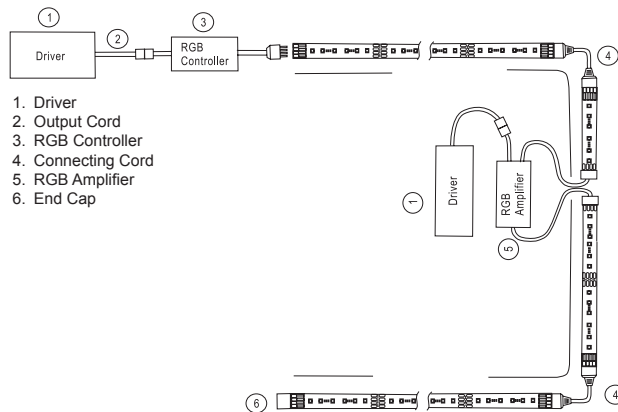 1
2
3
Driver
RGB
Controller
4
1. Driver
2. Output Cord
3. RGB Controller
4. Connecting Cord
5. RGB Amplifier
6. End Cap
1
Driver
RGB
Amplifier
5
6
4